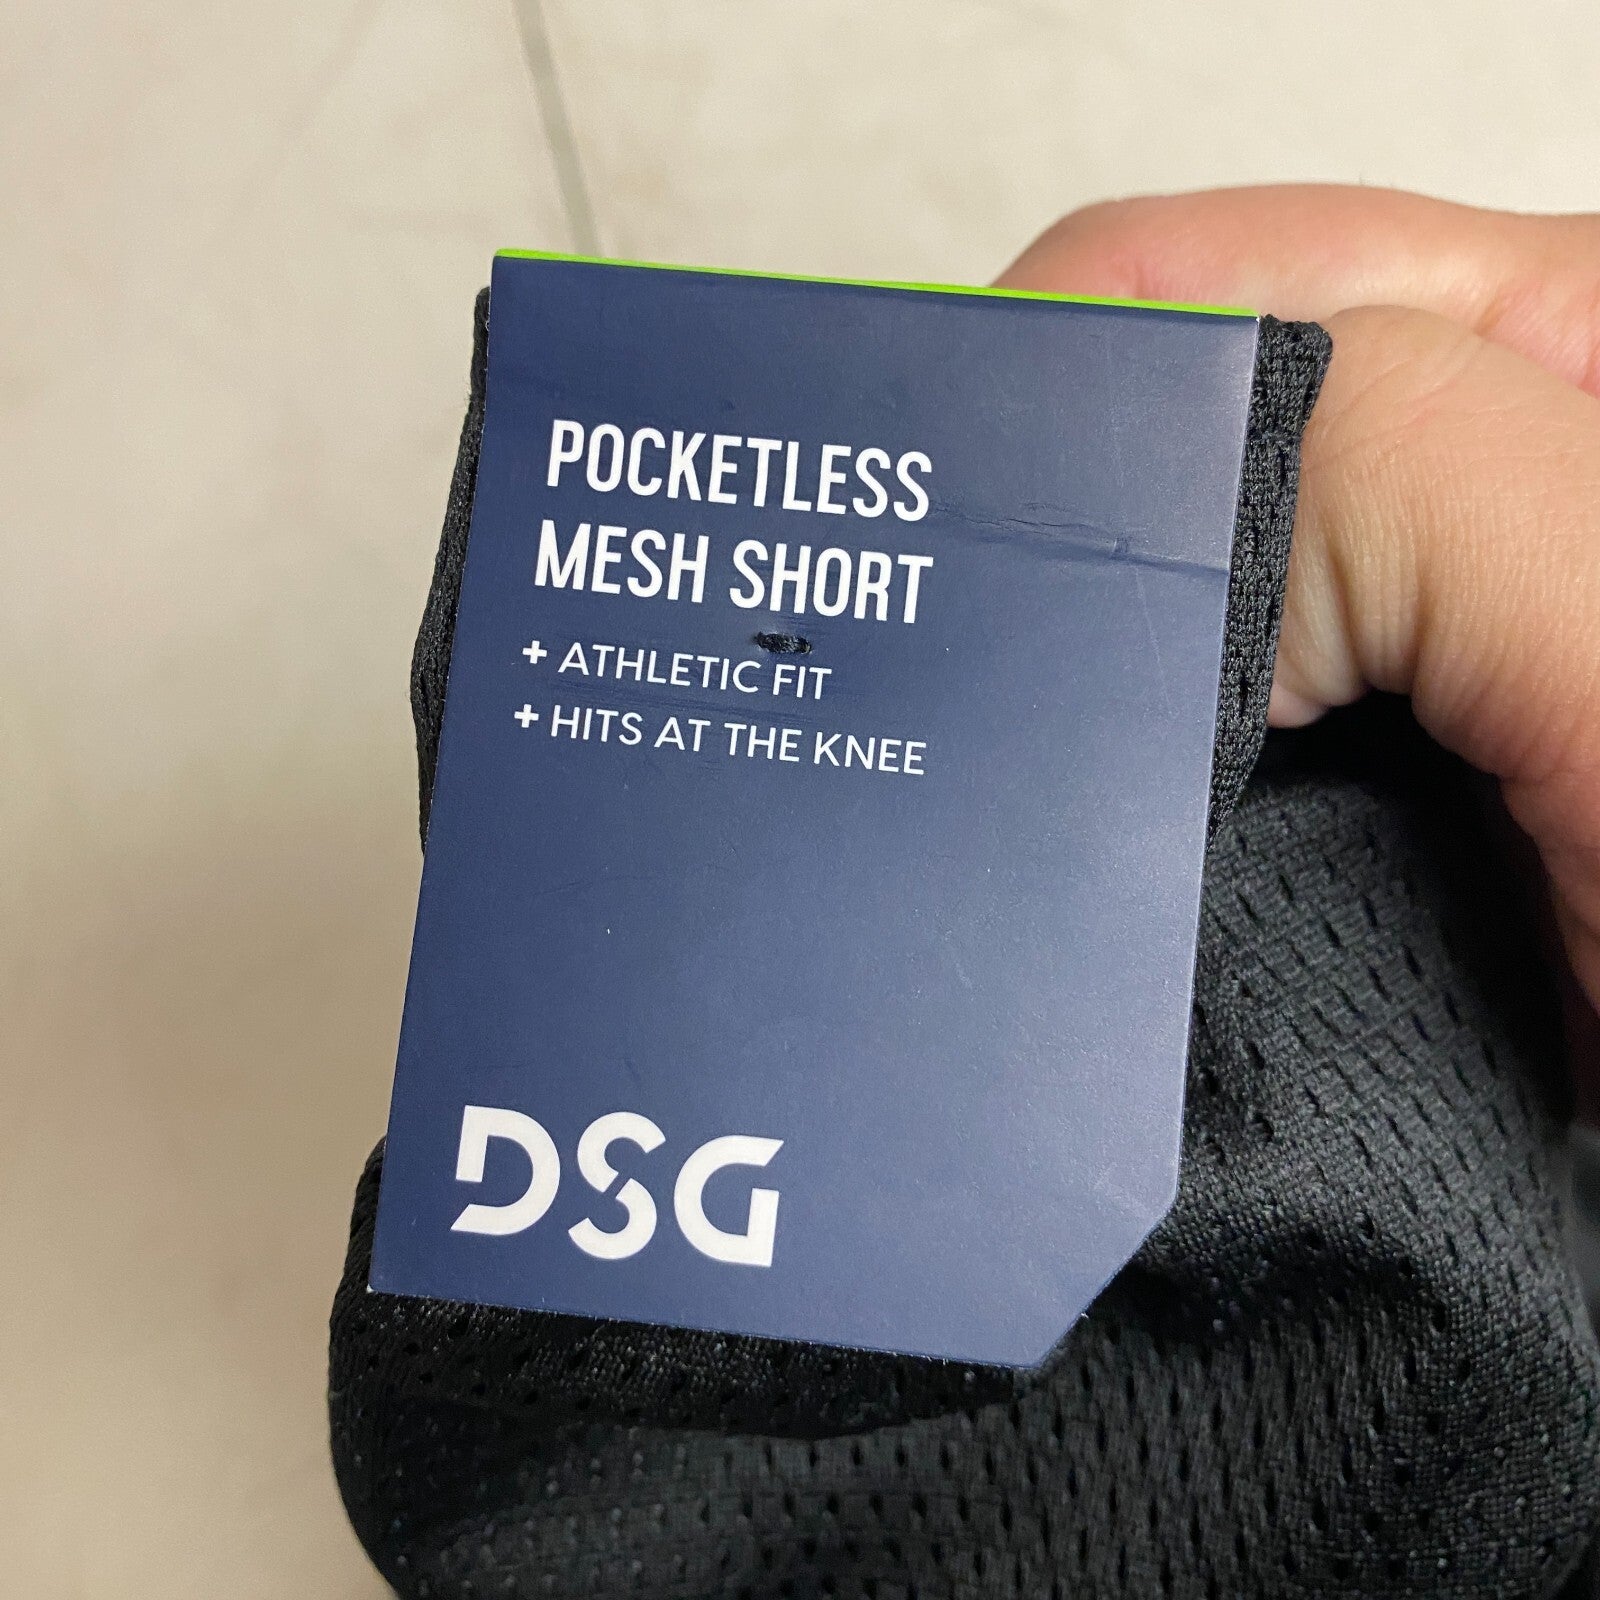 POCKETLESS
MESH SHORT
+ ATHLETIC FIT
+ HITS AT THE KNEE
DSG